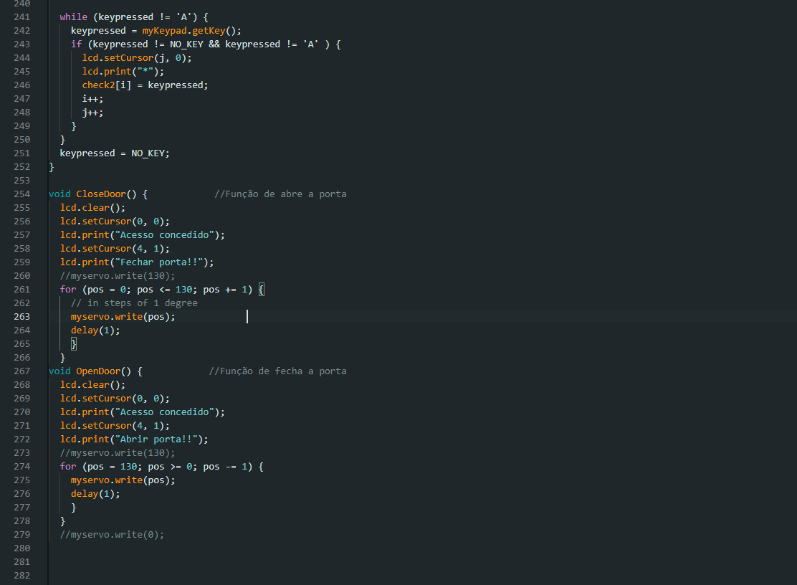 240
241 while (keypressed != 'A') {
242 keypressed = myKeypad.getKey();
243 if (keypressed != NO_KEY && keypressed != 'A' ) {
244 lcd.setCursor(j, 0);
245 lcd.print("*");
246 check2[i] = keypressed;
247 i++;
248 j++;
249 }
250 }
251 keypressed = NO_KEY;
252 }
253
254 void CloseDoor() { //Função de abre a porta
255 lcd.clear();
256 lcd.setCursor(0, 0);
257 lcd.print("Acesso concedido");
258 lcd.setCursor(4, 1);
259 lcd.print("Fechar porta!!");
260 //myservo.write(130);
261 for (pos = 0; pos <= 130; pos += 1) {
262 // in steps of 1 degree
263 myservo.write(pos);
264 delay(1);
265 }
266 }
267 void OpenDoor() { //Função de fecha a porta
268 lcd.clear();
269 lcd.setCursor(0, 0);
270 lcd.print("Acesso concedido");
271 lcd.setCursor(4, 1);
272 lcd.print("Abrir porta!!");
273 //myservo.write(130);
274 for (pos = 130; pos >= 0; pos -= 1) {
275 myservo.write(pos);
276 delay(1);
277 }
278 }
279 //myservo.write(0);
280
281
282